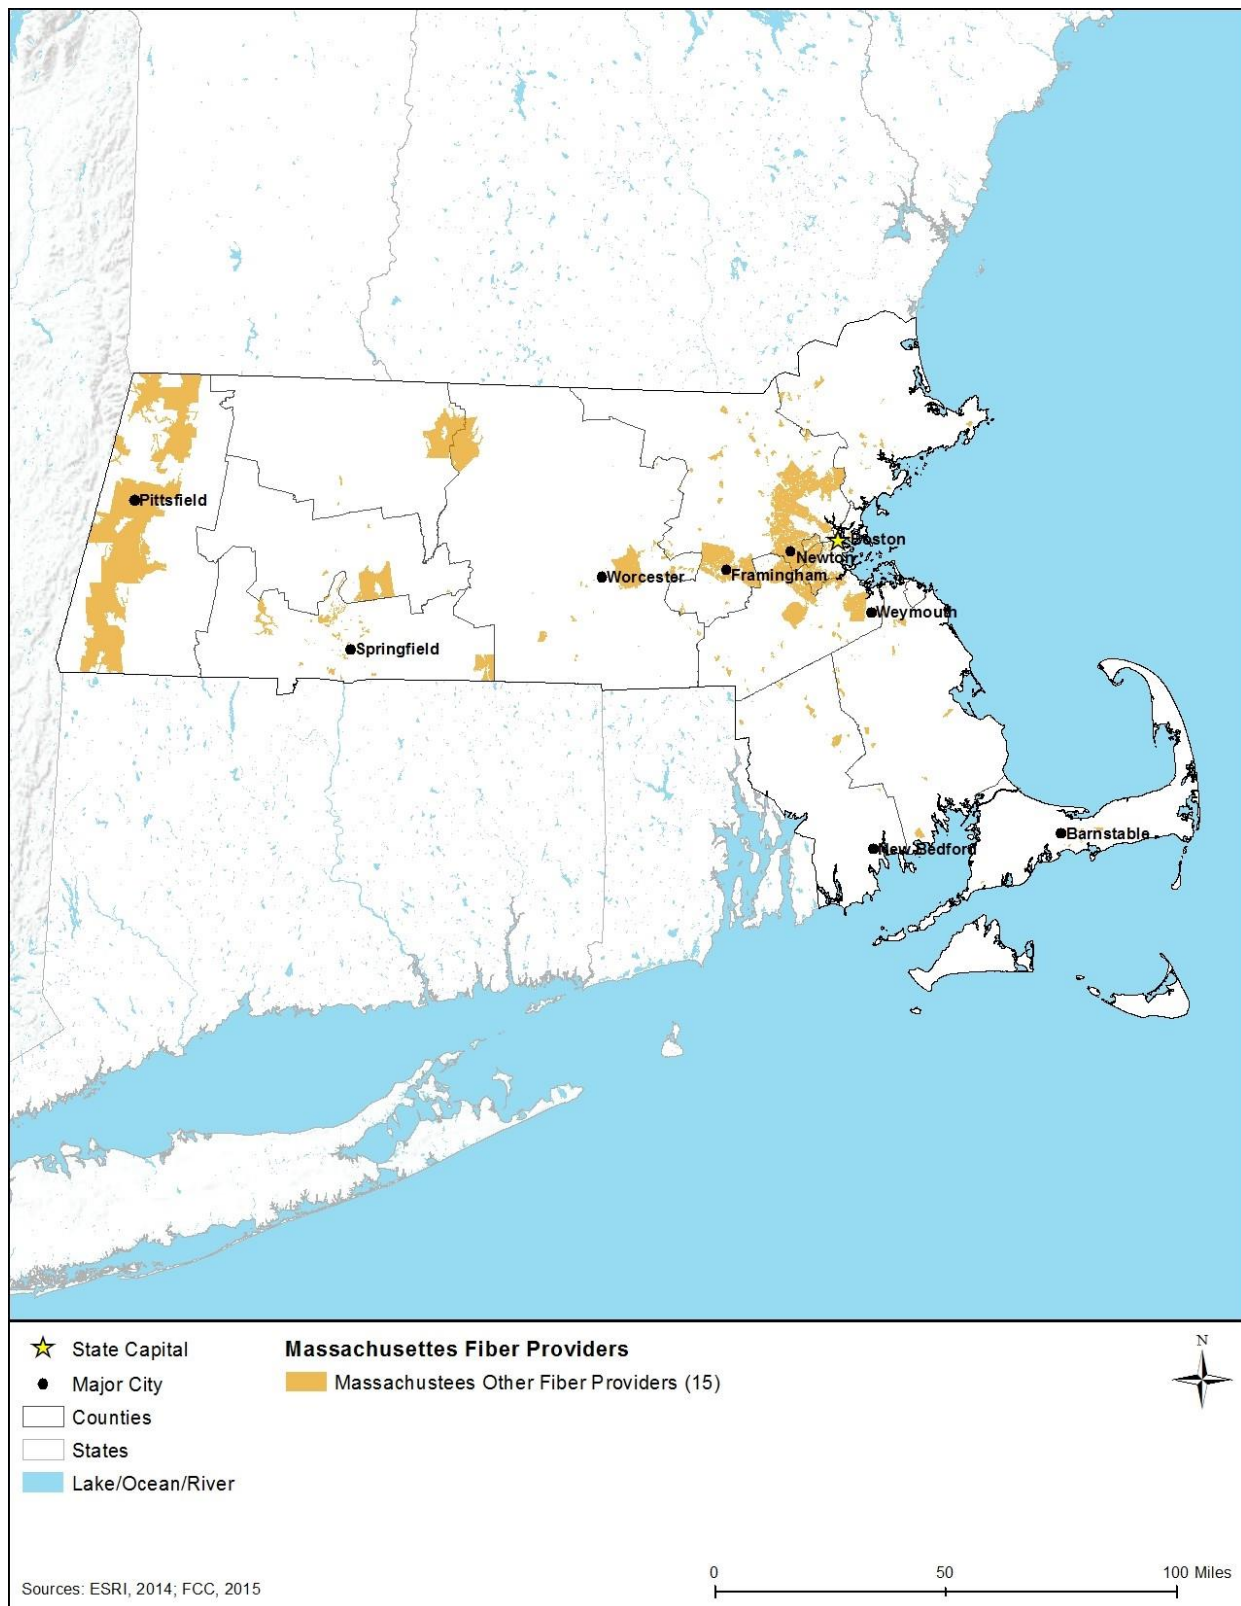 Pittsfield
Boston
Newton
Worcester
Framingham
Weymouth
Springfield
Barnstable
New Bedford
State Capital
Major City
Counties
States
Lake/Ocean/River
Massachusettes Fiber Providers
Massachustees Other Fiber Providers (15)
N
Sources: ESRI, 2014; FCC, 2015
0 50 100 Miles